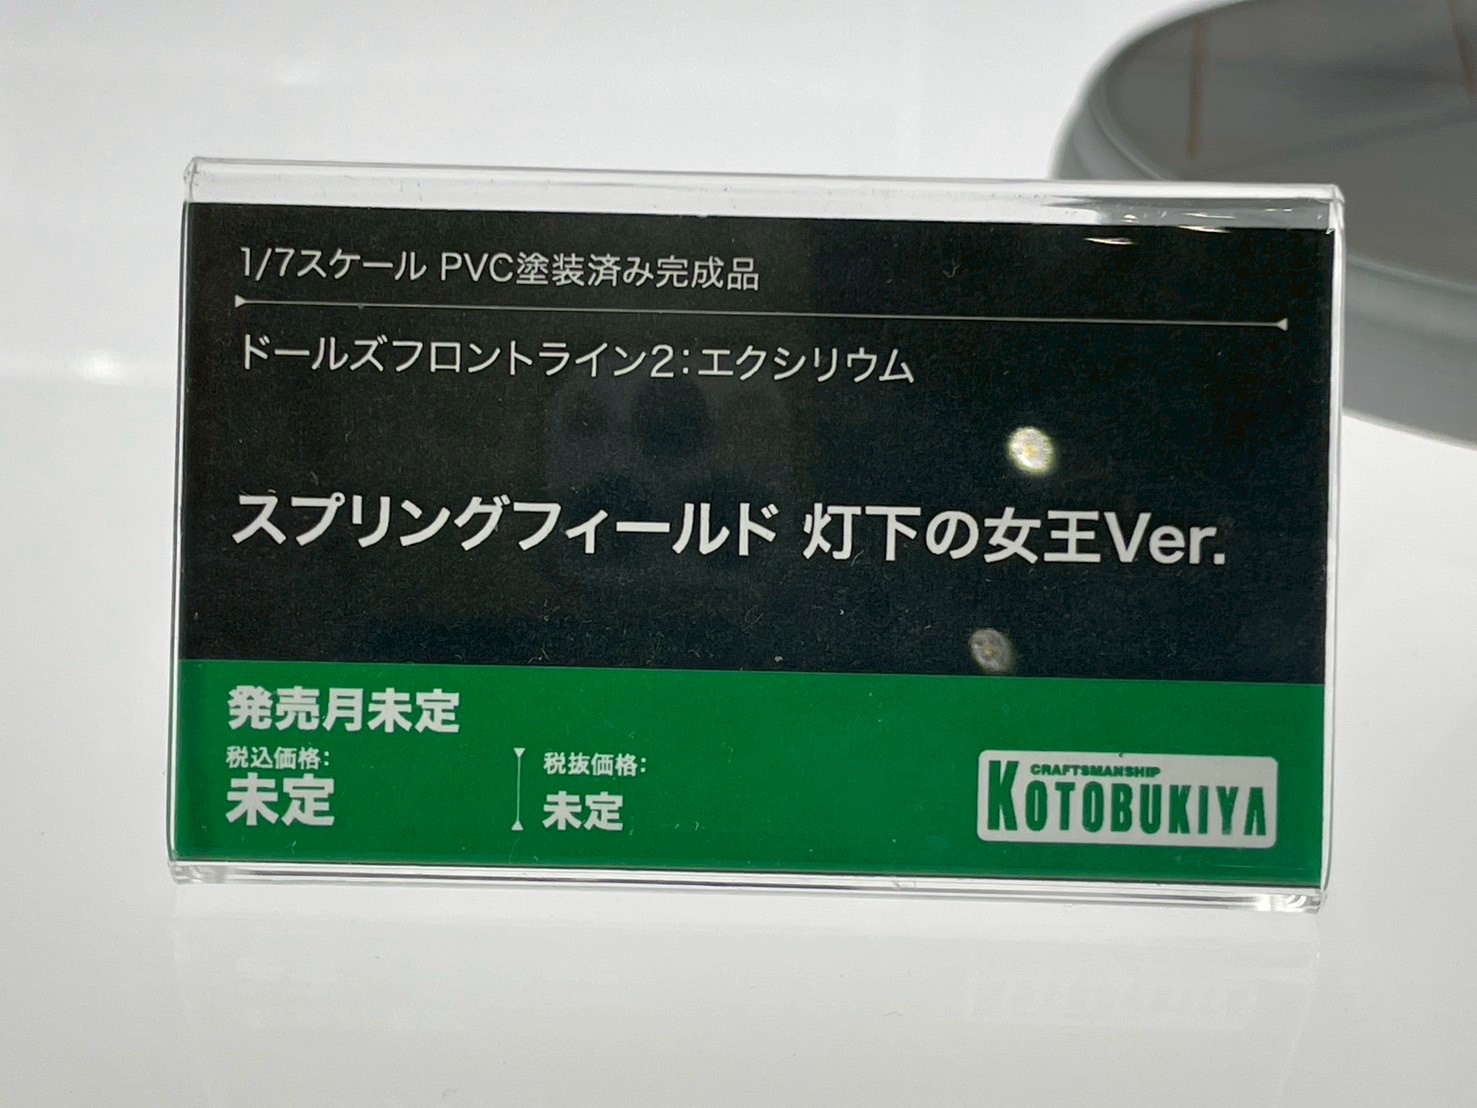 1/7スケール PVC塗装済み完成品
ドールズフロントライン2:エクシリウム
スプリングフィールド 灯下の女王Ver.
発売月未定
税込価格:
未定
税抜価格:
未定
CRAFTSMANSHIP
KOTOBUKIYA